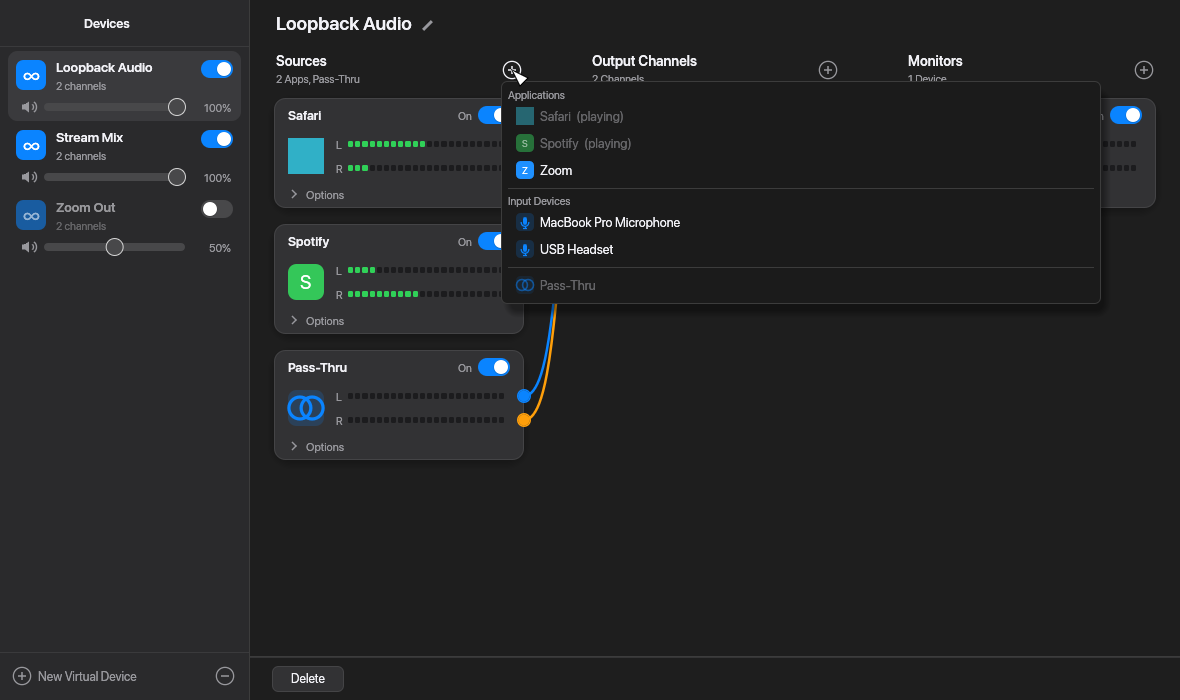 Devices
Loopback Audio
2 channels
100%
Stream Mix
2 channels
100%
Zoom Out
2 channels
50%
New Virtual Device
Loopback Audio
Sources
2 Apps, Pass-Thru
Output Channels
2 Channels
Monitors
1 Device
Safari
On
L
R
Options
Spotify
On
S
L
R
Options
Pass-Thru
On
L
R
Options
Applications
Safari (playing)
S Spotify (playing)
Z Zoom
Input Devices
MacBook Pro Microphone
USB Headset
Pass-Thru
Delete